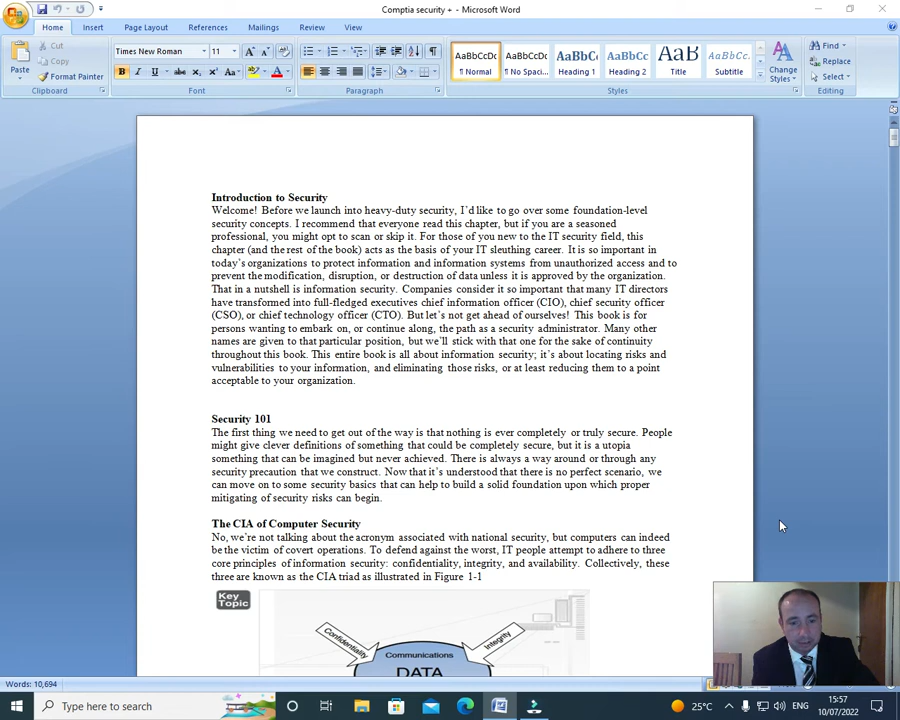 Comptia security + - Microsoft Word
Home Insert Page Layout References Mailings Review View
Paste
Cut
Copy
Format Painter
Clipboard
Times New Roman 11
Font
Paragraph
AaBbCcDc AaBbCcDc AaBbC AaBbCc AaB AaBbCc.
¶ Normal ¶ No Spaci... Heading 1 Heading 2 Title Subtitle
Change Styles
Styles
Find
Replace
Select
Editing
Introduction to Security
Welcome! Before we launch into heavy-duty security, I'd like to go over some foundation-level
security concepts. I recommend that everyone read this chapter, but if you are a seasoned
professional, you might opt to scan or skip it. For those of you new to the IT security field, this
chapter (and the rest of the book) acts as the basis of your IT sleuthing career. It is so important in
today's organizations to protect information and information systems from unauthorized access and to
prevent the modification, disruption, or destruction of data unless it is approved by the organization.
That in a nutshell is information security. Companies consider it so important that many IT directors
have transformed into full-fledged executives chief information officer (CIO), chief security officer
(CSO), or chief technology officer (CTO). But let's not get ahead of ourselves! This book is for
persons wanting to embark on, or continue along, the path as a security administrator. Many other
names are given to that particular position, but we'll stick with that one for the sake of continuity
throughout this book. This entire book is all about information security; it's about locating risks and
vulnerabilities to your information, and eliminating those risks, or at least reducing them to a point
acceptable to your organization.
Security 101
The first thing we need to get out of the way is that nothing is ever completely or truly secure. People
might give clever definitions of something that could be completely secure, but it is a utopia
something that can be imagined but never achieved. There is always a way around or through any
security precaution that we construct. Now that it's understood that there is no perfect scenario, we
can move on to some security basics that can help to build a solid foundation upon which proper
mitigating of security risks can begin.
The CIA of Computer Security
No, we're not talking about the acronym associated with national security, but computers can indeed
be the victim of covert operations. To defend against the worst, IT people attempt to adhere to three
core principles of information security: confidentiality, integrity, and availability. Collectively, these
three are known as the CIA triad as illustrated in Figure 1-1
Key Topic
Confidentiality
Integrity
Communications
DATA
Words: 10,694
Type here to search
25°C
ENG
15:57
10/07/2022